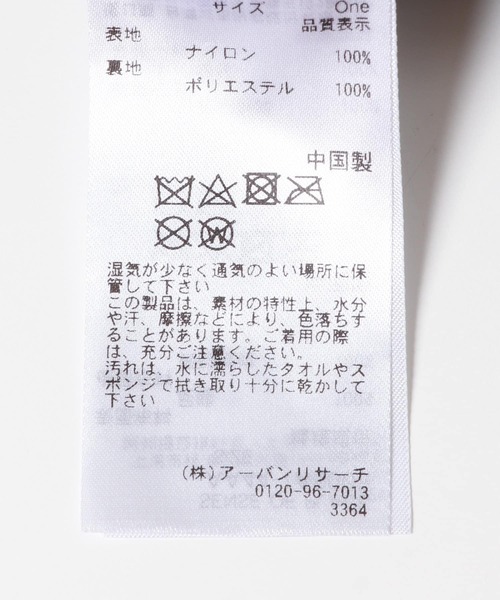 サイズ One
品質表示
表地
ナイロン 100%
裏地
ポリエステル 100%
中国製
W
湿気が少なく通気のよい場所に保
管して下さい
この製品は、素材の特性上、水分
や汗、摩擦などにより、色落ちす
ることがあります。ご着用の際
は、充分ご注意ください。
汚れは、水に濡らしたタオルやス
ポンジで拭き取り十分に乾かして
下さい
(株)アーバンリサーチ
0120-96-7013
3364